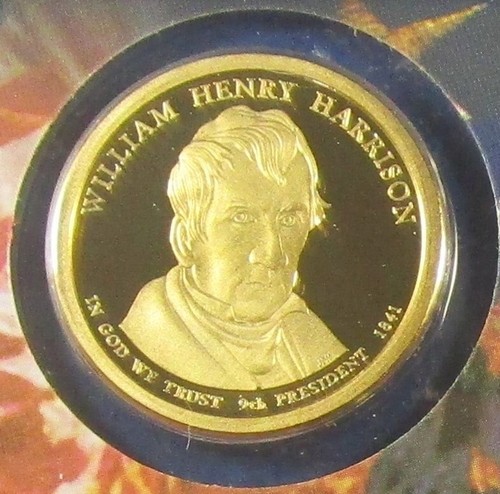 WILLIAM HENRY HARRISON
IN GOD WE TRUST 9th PRESIDENT 1841